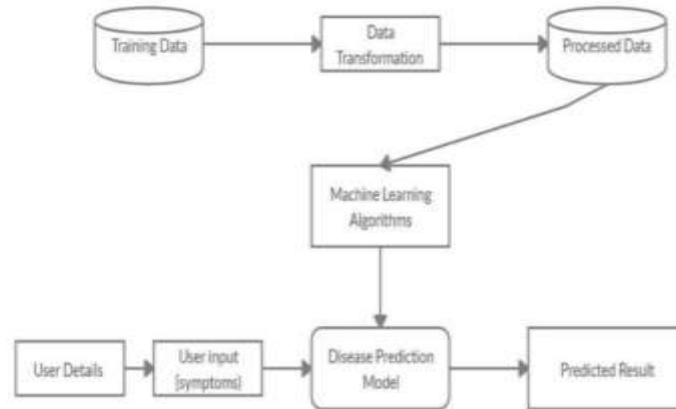 Training Data
Data
Transformation
Processed Data
Machine Learning
Algorithms
User Details
User input
(symptoms)
Disease Prediction
Model
Predicted Result